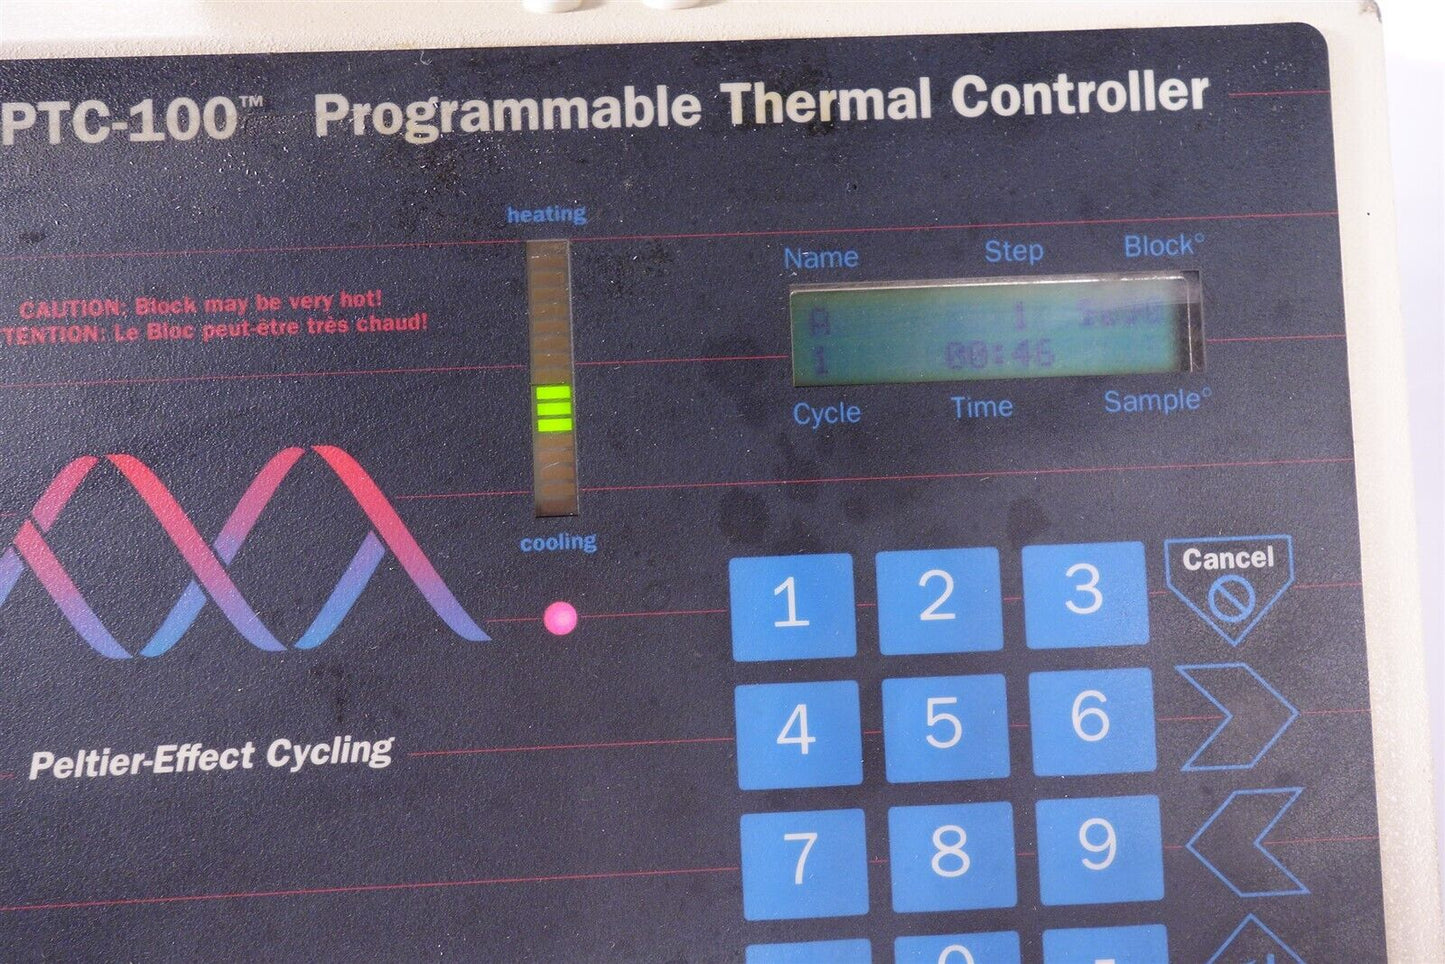 PTC-100™ Programmable Thermal Controller
heating
Name Step Block°
CAUTION: Block may be very hot!
TENTION: Le Bloc peut-être très chaud!
A 1
1 00:46
Cycle Time Sample°
cooling
1 2 3 Cancel
4 5 6
Peltier-Effect Cycling
7 8 9